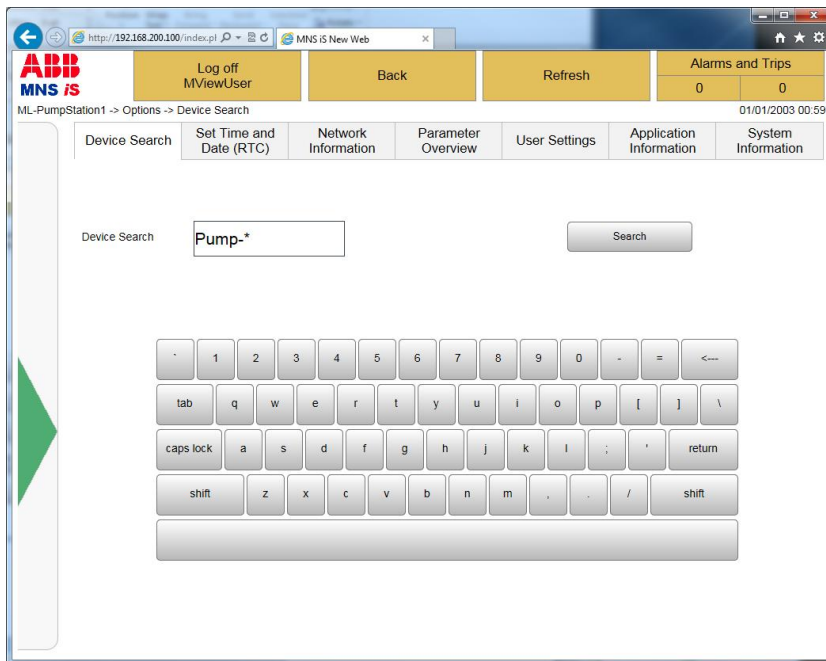 http://192.168.200.100/index.pl
MNS iS New Web
ABB
MNS iS
Log off
MViewUser
Back
Refresh
Alarms and Trips
0 0
ML-PumpStation1 -> Options -> Device Search
01/01/2003 00:59
Device Search
Set Time and
Date (RTC)
Network
Information
Parameter
Overview
User Settings
Application
Information
System
Information
Device Search
Pump-*
Search
` 1 2 3 4 5 6 7 8 9 0 - = <---
tab q w e r t y u i o p [ ] \
caps lock a s d f g h j k l ; ' return
shift z x c v b n m , . / shift